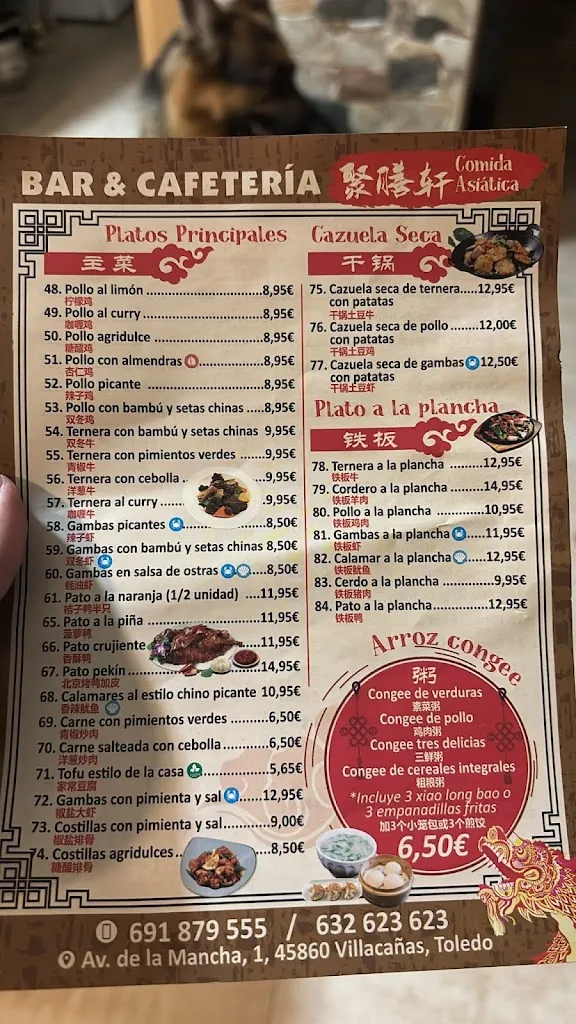 BAR & CAFETERÍA 聚膳轩 Comida
Asiática
Platos Principales
主菜
48. Pollo al limón ........................8,95€
柠檬鸡
49. Pollo al curry ........................8,95€
咖喱鸡
50. Pollo agridulce ........................8,95€
糖醋鸡
51. Pollo con almendras ........................8,95€
杏仁鸡
52. Pollo picante ........................8,95€
辣子鸡
53. Pollo con bambú y setas chinas .....8,95€
双冬鸡
54. Ternera con bambú y setas chinas 9,95€
双冬牛
55. Ternera con pimientos verdes .......9,95€
青椒牛
56. Ternera con cebolla ..9,95€
洋葱牛
57. Ternera al curry ..........9,95€
咖喱牛
58. Gambas picantes 8,50€
辣子虾
59. Gambas con bambú y setas chinas 8,50€
双冬虾
60. Gambas en salsa de ostras .....8,50€
蚝油虾
61. Pato a la naranja (1/2 unidad) ....11,95€
桔子鸭半只
65. Pato a la piña ........................11,95€
菠萝鸭
66. Pato crujiente 11,95€
香酥鸭
67. Pato pekín 14,95€
北京烤鸭加皮
68. Calamares al estilo chino picante 10,95€
香辣鱿鱼
69. Carne con pimientos verdes .........6,50€
青椒炒肉
70. Carne salteada con cebolla ..........6,50€
洋葱炒肉
71. Tofu estilo de la casa ................5,65€
家常豆腐
72. Gambas con pimienta y sal ........12,95€
椒盐大虾
73. Costillas con pimienta y sal ..........9,00€
椒盐排骨
74. Costillas agridulces.. 8,50€
糖醋排骨
Cazuela Seca
干锅
75. Cazuela seca de ternera.....12,95€
con patatas
干锅土豆牛
76. Cazuela seca de pollo ......12,00€
con patatas
干锅土豆鸡
77. Cazuela seca de gambas 12,50€
con patatas
干锅土豆虾
Plato a la plancha
铁板
78. Ternera a la plancha .........12,95€
铁板牛
79. Cordero a la plancha .........14,95€
铁板羊肉
80. Pollo a la plancha ............10,95€
铁板鸡肉
81. Gambas a la plancha ......11,95€
铁板虾
82. Calamar a la plancha ......12,95€
铁板鱿鱼
83. Cerdo a la plancha .............9,95€
铁板猪肉
84. Pato a la plancha..............12,95€
铁板鸭
Arroz congee
粥
Congee de verduras
素菜粥
Congee de pollo
鸡肉粥
Congee tres delicias
三鲜粥
Congee de cereales integrales
粗粮粥
*Incluye 3 xiao long bao o
3 empanadillas fritas
加3个小笼包或3个煎饺
6,50€
691 879 555 / 632 623 623
Av. de la Mancha, 1, 45860 Villacañas, Toledo